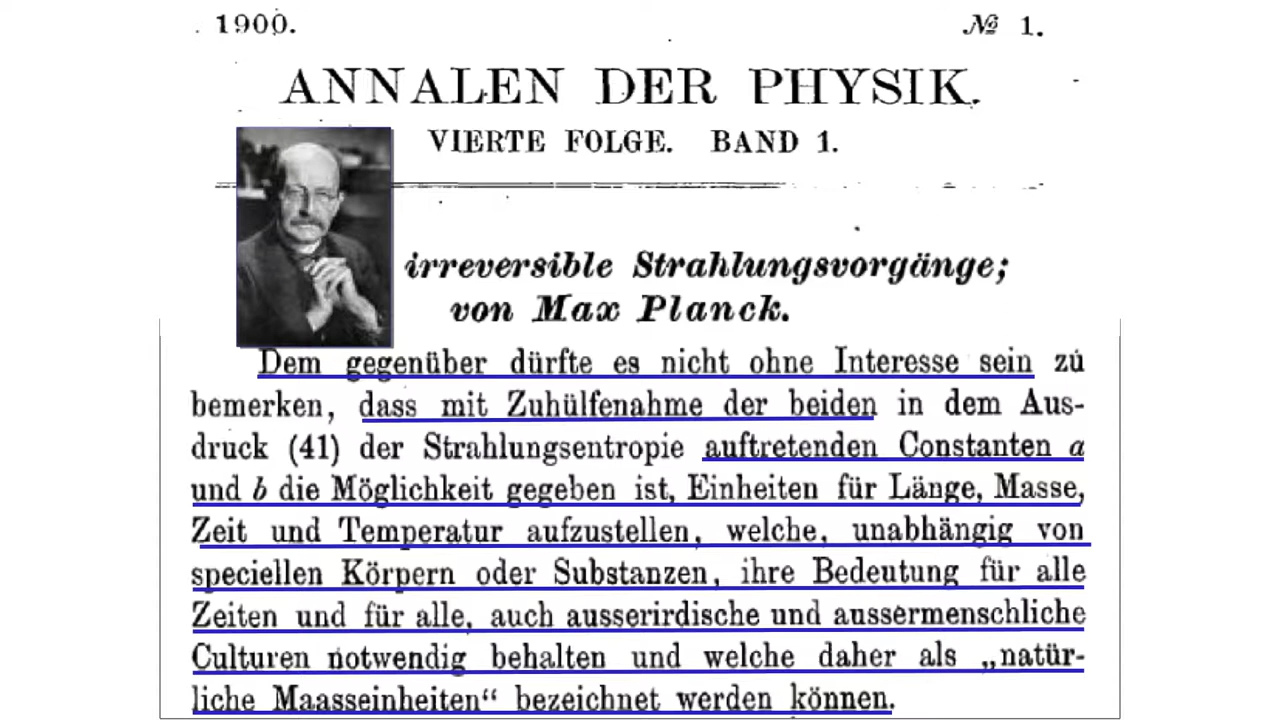 1900.
№ 1.
ANNALEN DER PHYSIK.
VIERTE FOLGE. BAND 1.
irreversible Strahlungsvorgänge;
von Max Planck.
Dem gegenüber dürfte es nicht ohne Interesse sein zu
bemerken, dass mit Zuhülfenahme der beiden in dem Aus-
druck (41) der Strahlungsentropie auftretenden Constanten a
und b die Möglichkeit gegeben ist, Einheiten für Länge, Masse,
Zeit und Temperatur aufzustellen, welche, unabhängig von
speciellen Körpern oder Substanzen, ihre Bedeutung für alle
Zeiten und für alle, auch ausserirdische und aussermenschliche
Culturen notwendig behalten und welche daher als „natür-
liche Maasseinheiten“ bezeichnet werden können.